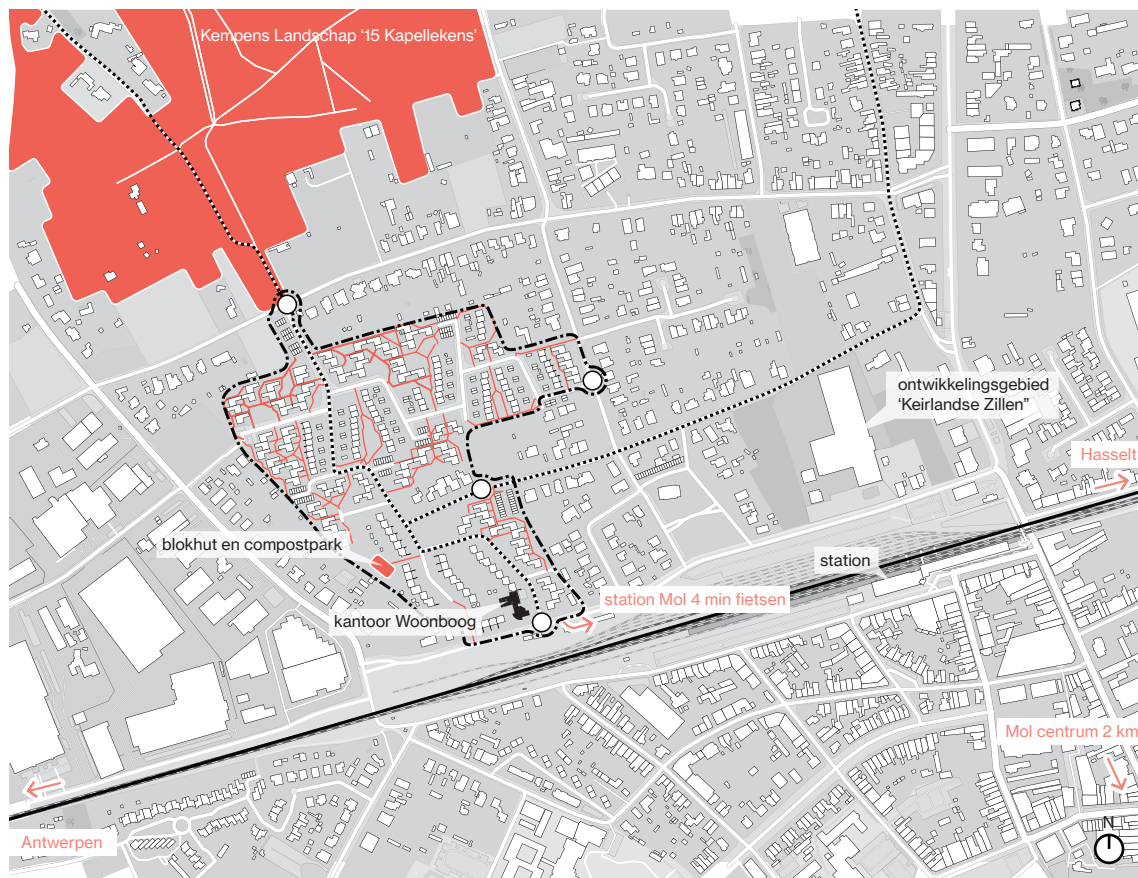 Kempens Landschap ‘15 Kapellekens’
ontwikkelingsgebied
‘Keirlandse Zillen”
Hasselt
blokhut en compostpark
station
station Mol 4 min fietsen
kantoor Woonboog
Mol centrum 2 km
Antwerpen
N